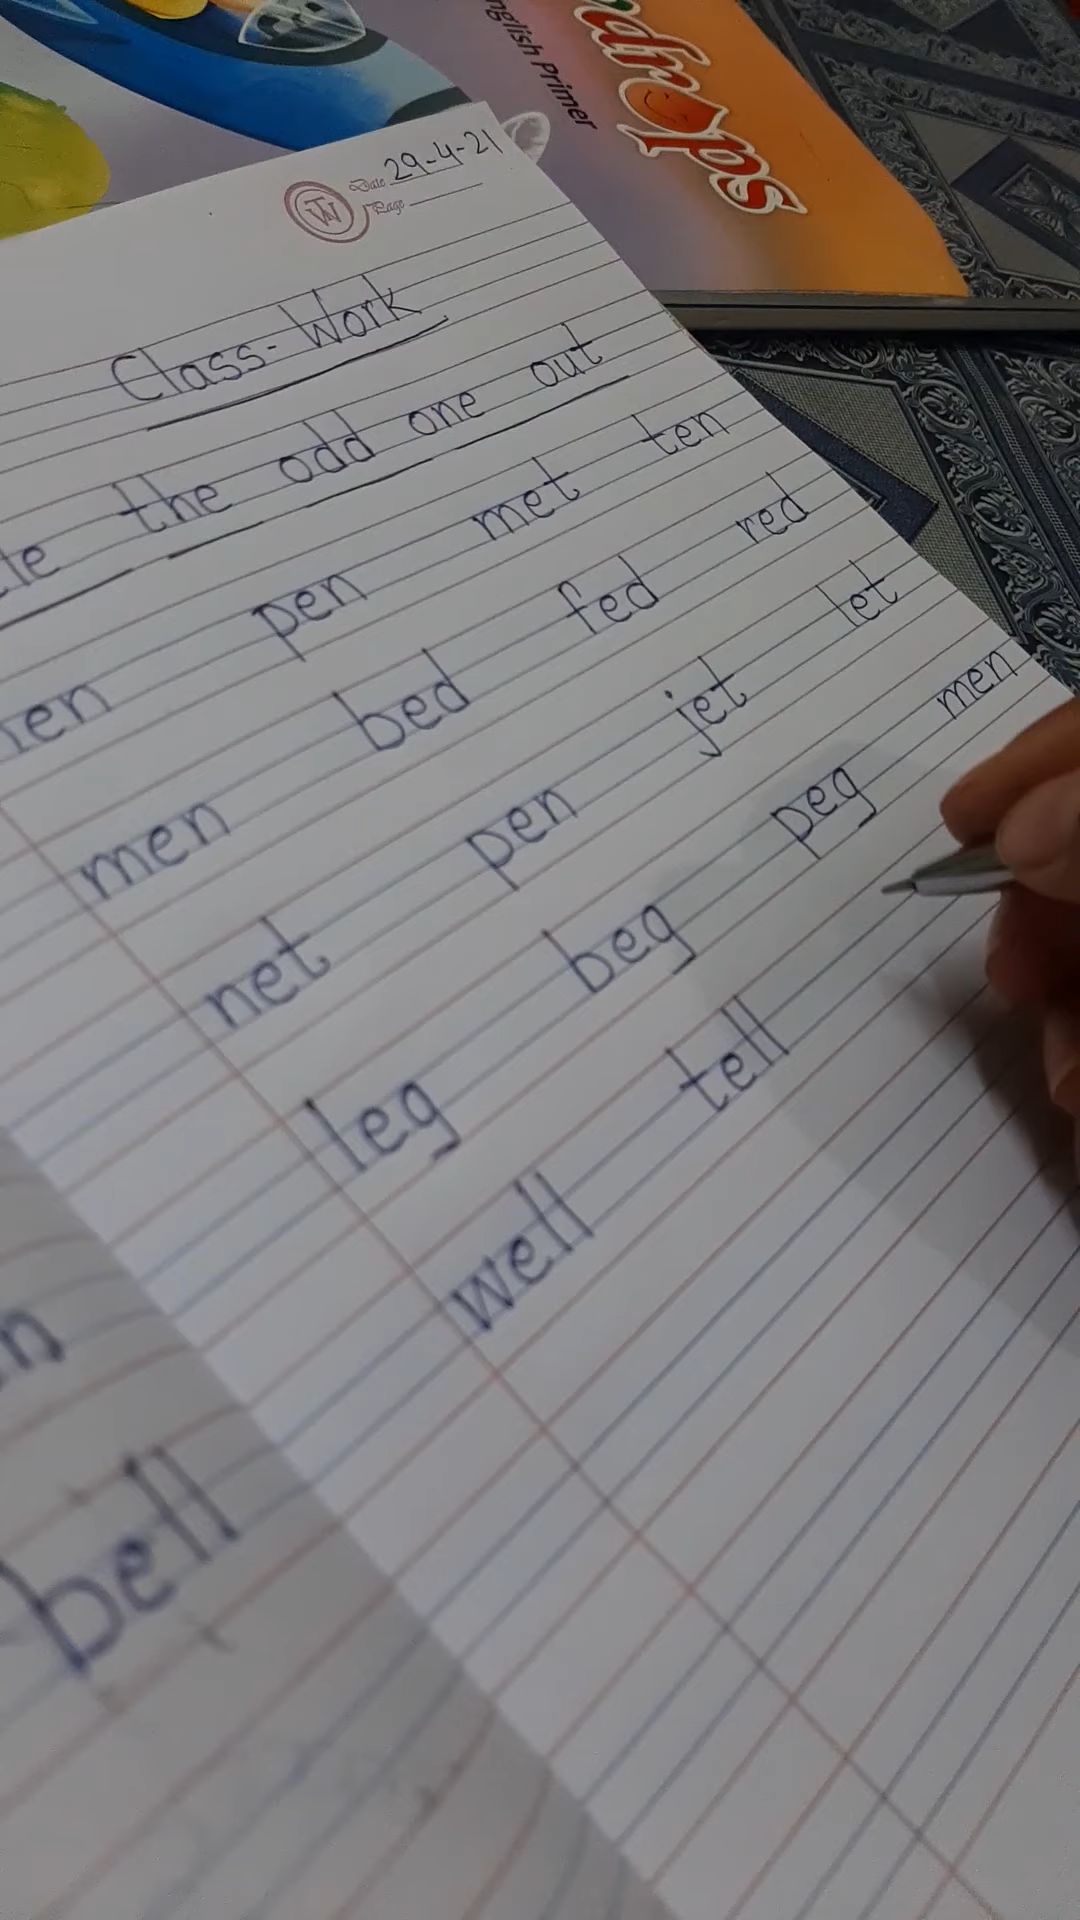 English Primer
drops
Date 29-4-21
Page
Class-Work
the odd one out
pen met ten
men bed fed red
net pen jet let
leg beg peg men
well tell
bell